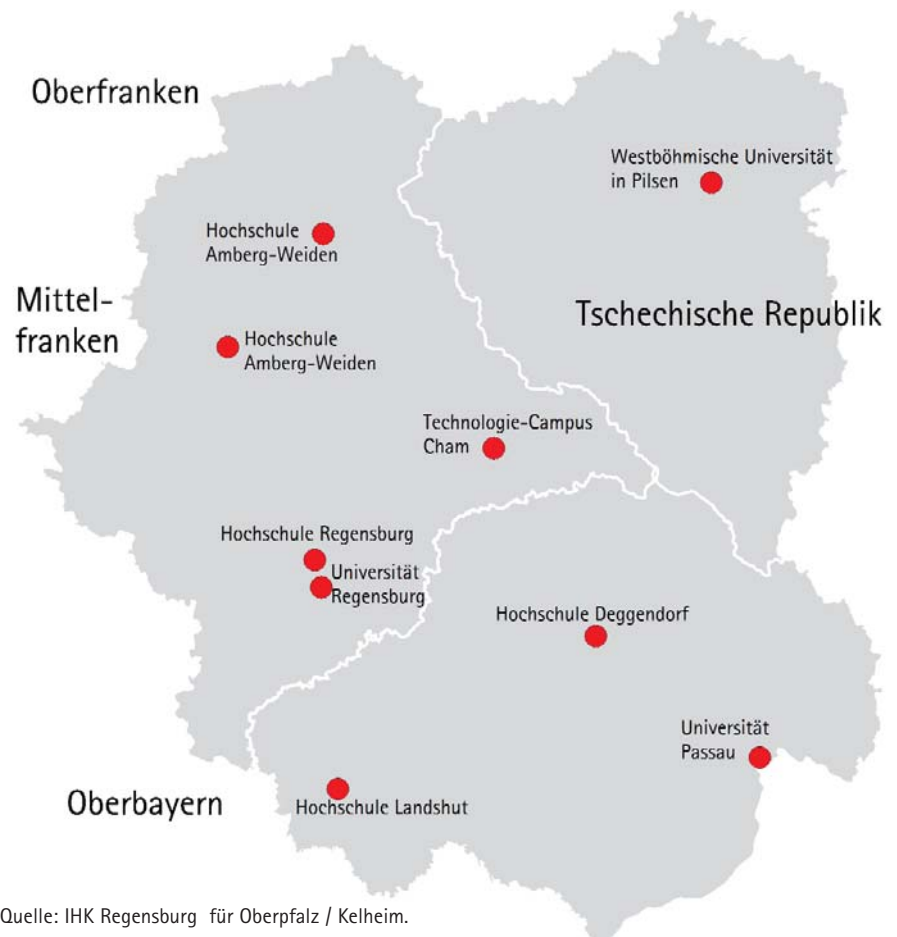 Oberfranken
Westböhmische Universität
in Pilsen
Hochschule
Amberg-Weiden
Mittel-
franken
Tschechische Republik
Hochschule
Amberg-Weiden
Technologie-Campus
Cham
Hochschule Regensburg
Universität
Regensburg
Hochschule Deggendorf
Universität
Passau
Oberbayern
Hochschule Landshut
Quelle: IHK Regensburg für Oberpfalz / Kelheim.